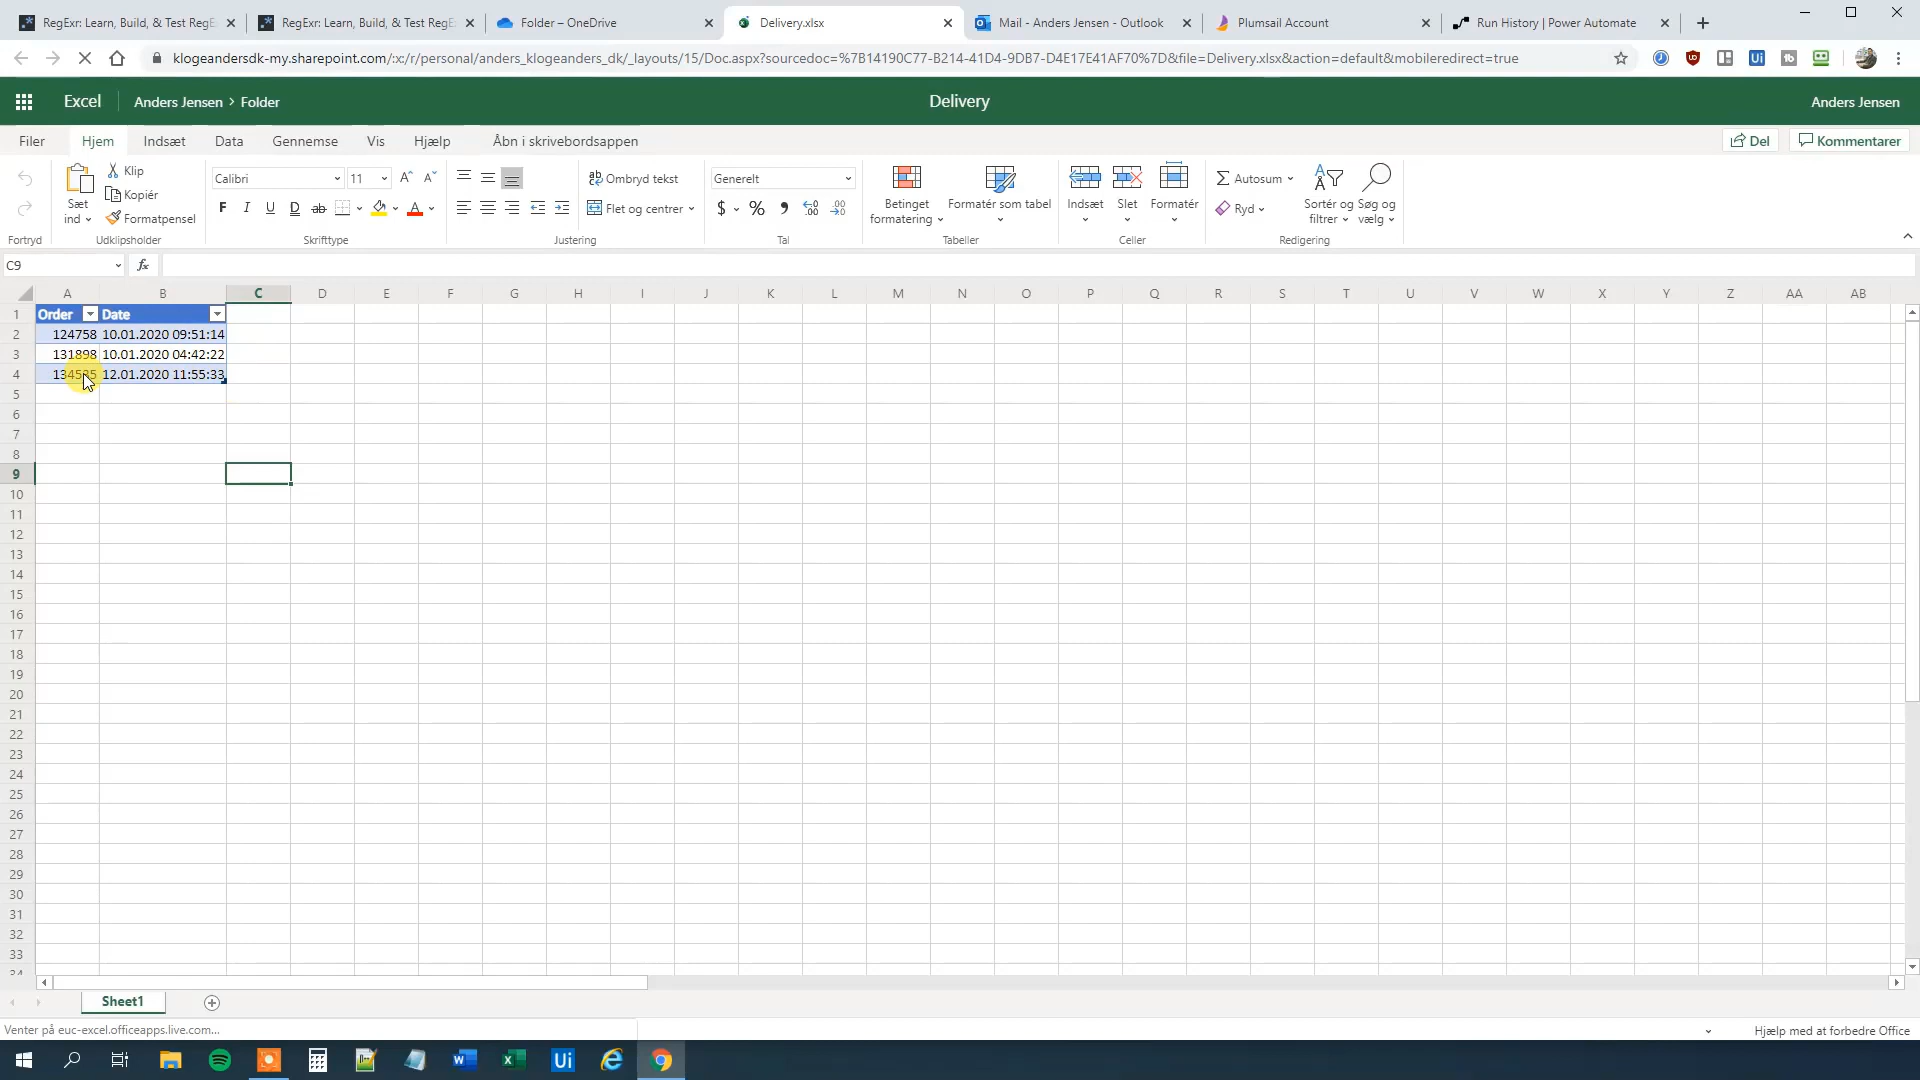 RegExr: Learn, Build, & Test RegE
RegExr: Learn, Build, & Test RegE
Folder – OneDrive
Delivery.xlsx
Mail - Anders Jensen - Outlook
Plumsail Account
Run History | Power Automate
klogeandersdk-my.sharepoint.com/:x:/r/personal/anders_klogeanders_dk/_layouts/15/Doc.aspx?sourcedoc=%7B14190C77-B214-41D4-9DB7-D4E17E41AF70%7D&file=Delivery.xlsx&action=default&mobileredirect=true
Excel
Anders Jensen > Folder
Delivery
Anders Jensen
Filer Hjem Indsæt Data Gennemse Vis Hjælp Åbn i skrivebordsappen
Del Kommentarer
Sæt ind
Klip
Kopiér
Formatpensel
Calibri 11
F K U D ab
Ombryd tekst
Flet og centrer
Generelt
$ % ,
Betinget formatering
Formatér som tabel
Indsæt Slet Formatér
Autosum
Ryd
Sortér og filtrer
Søg og vælg
Fortryd Udklipsholder Skrifttype Justering Tal Tabeller Celler Redigering
C9 fx
A B C D E F G H I J K L M N O P Q R S T U V W X Y Z AA AB
1 Order Date
2 124758 10.01.2020 09:51:14
3 131898 10.01.2020 04:42:22
4 134535 12.01.2020 11:55:33
5
6
7
8
9
10
11
12
13
14
15
16
17
18
19
20
21
22
23
24
25
26
27
28
29
30
31
32
33
34
Sheet1
Venter på euc-excel.officeapps.live.com...
Hjælp med at forbedre Office